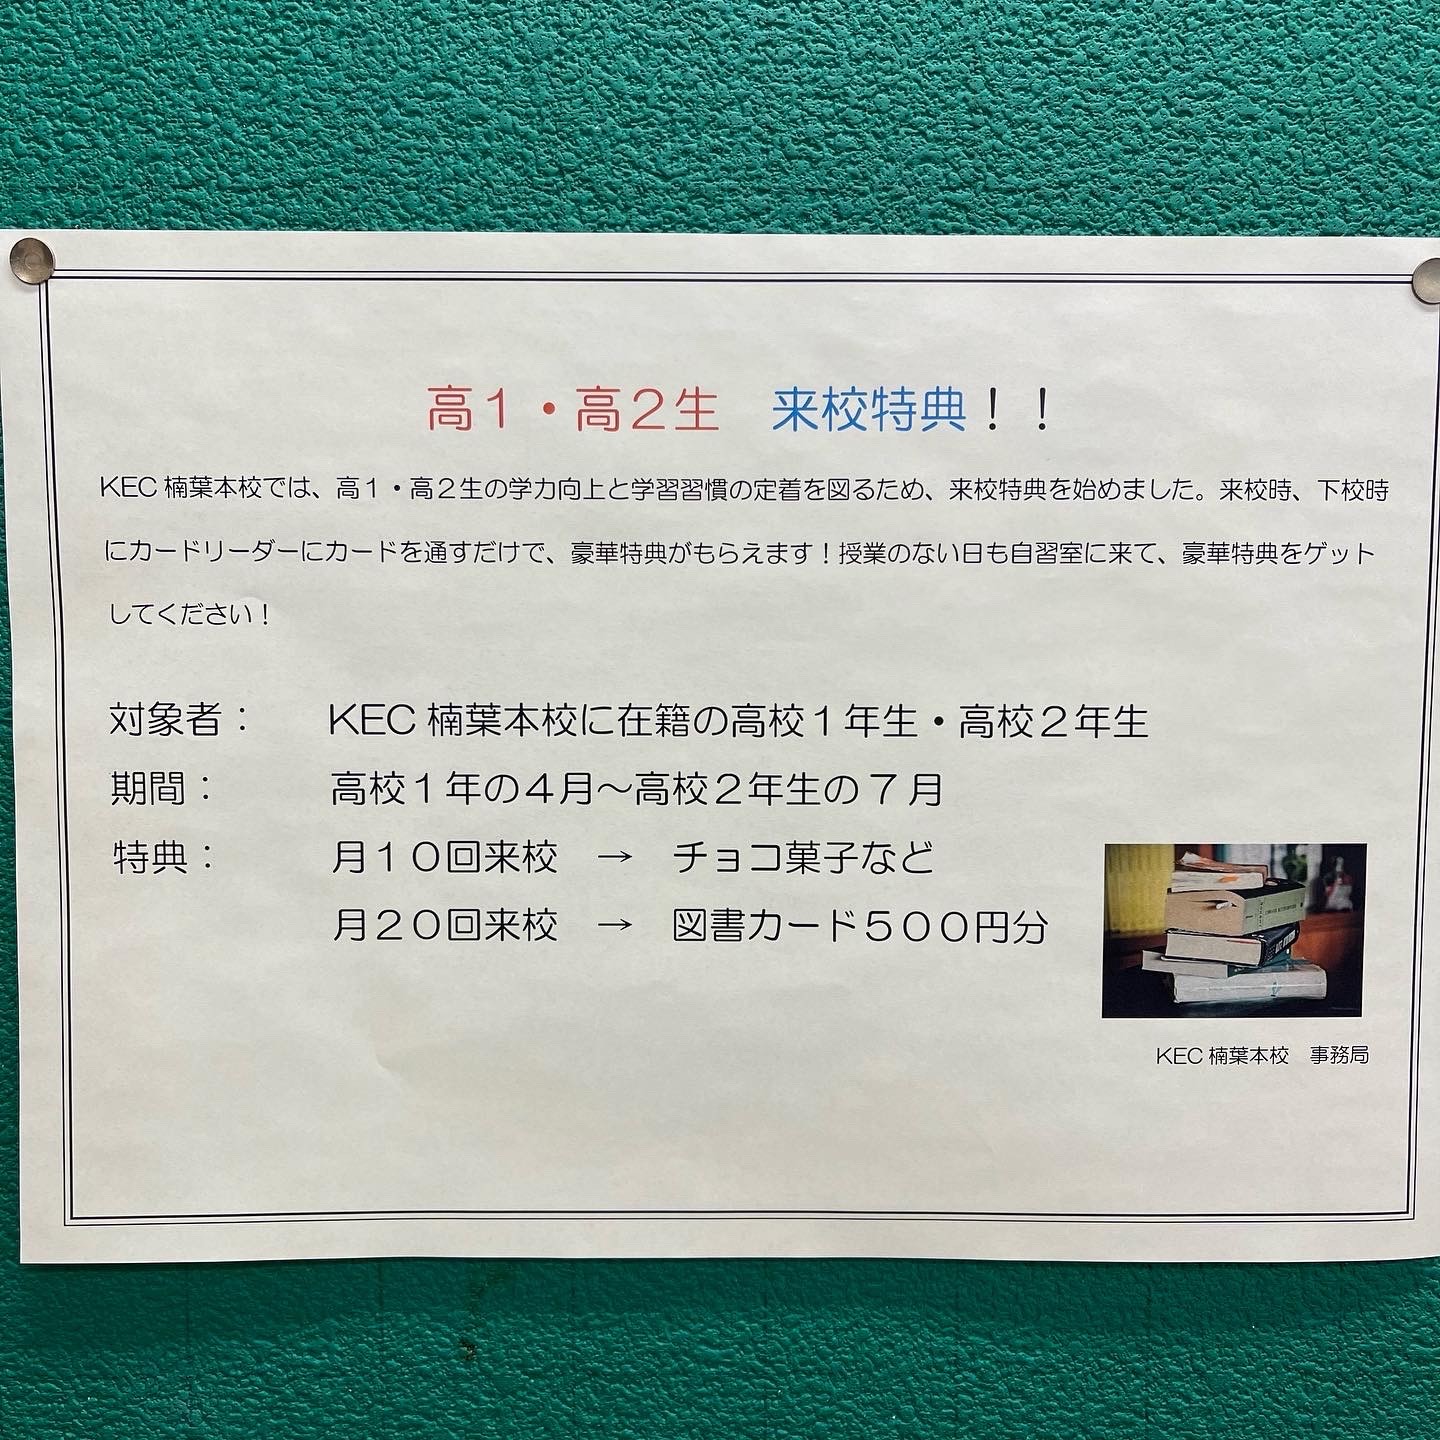 高１・高２生　来校特典！！
KEC 楠葉本校では、高１・高２生の学力向上と学習習慣の定着を図るため、来校特典を始めました。来校時、下校時
にカードリーダーにカードを通すだけで、豪華特典がもらえます！授業のない日も自習室に来て、豪華特典をゲット
してください！
対象者：　KEC 楠葉本校に在籍の高校１年生・高校２年生
期間：　高校１年の４月～高校２年生の７月
特典：　月１０回来校　→　チョコ菓子など
月２０回来校　→　図書カード５００円分
KEC 楠葉本校　事務局